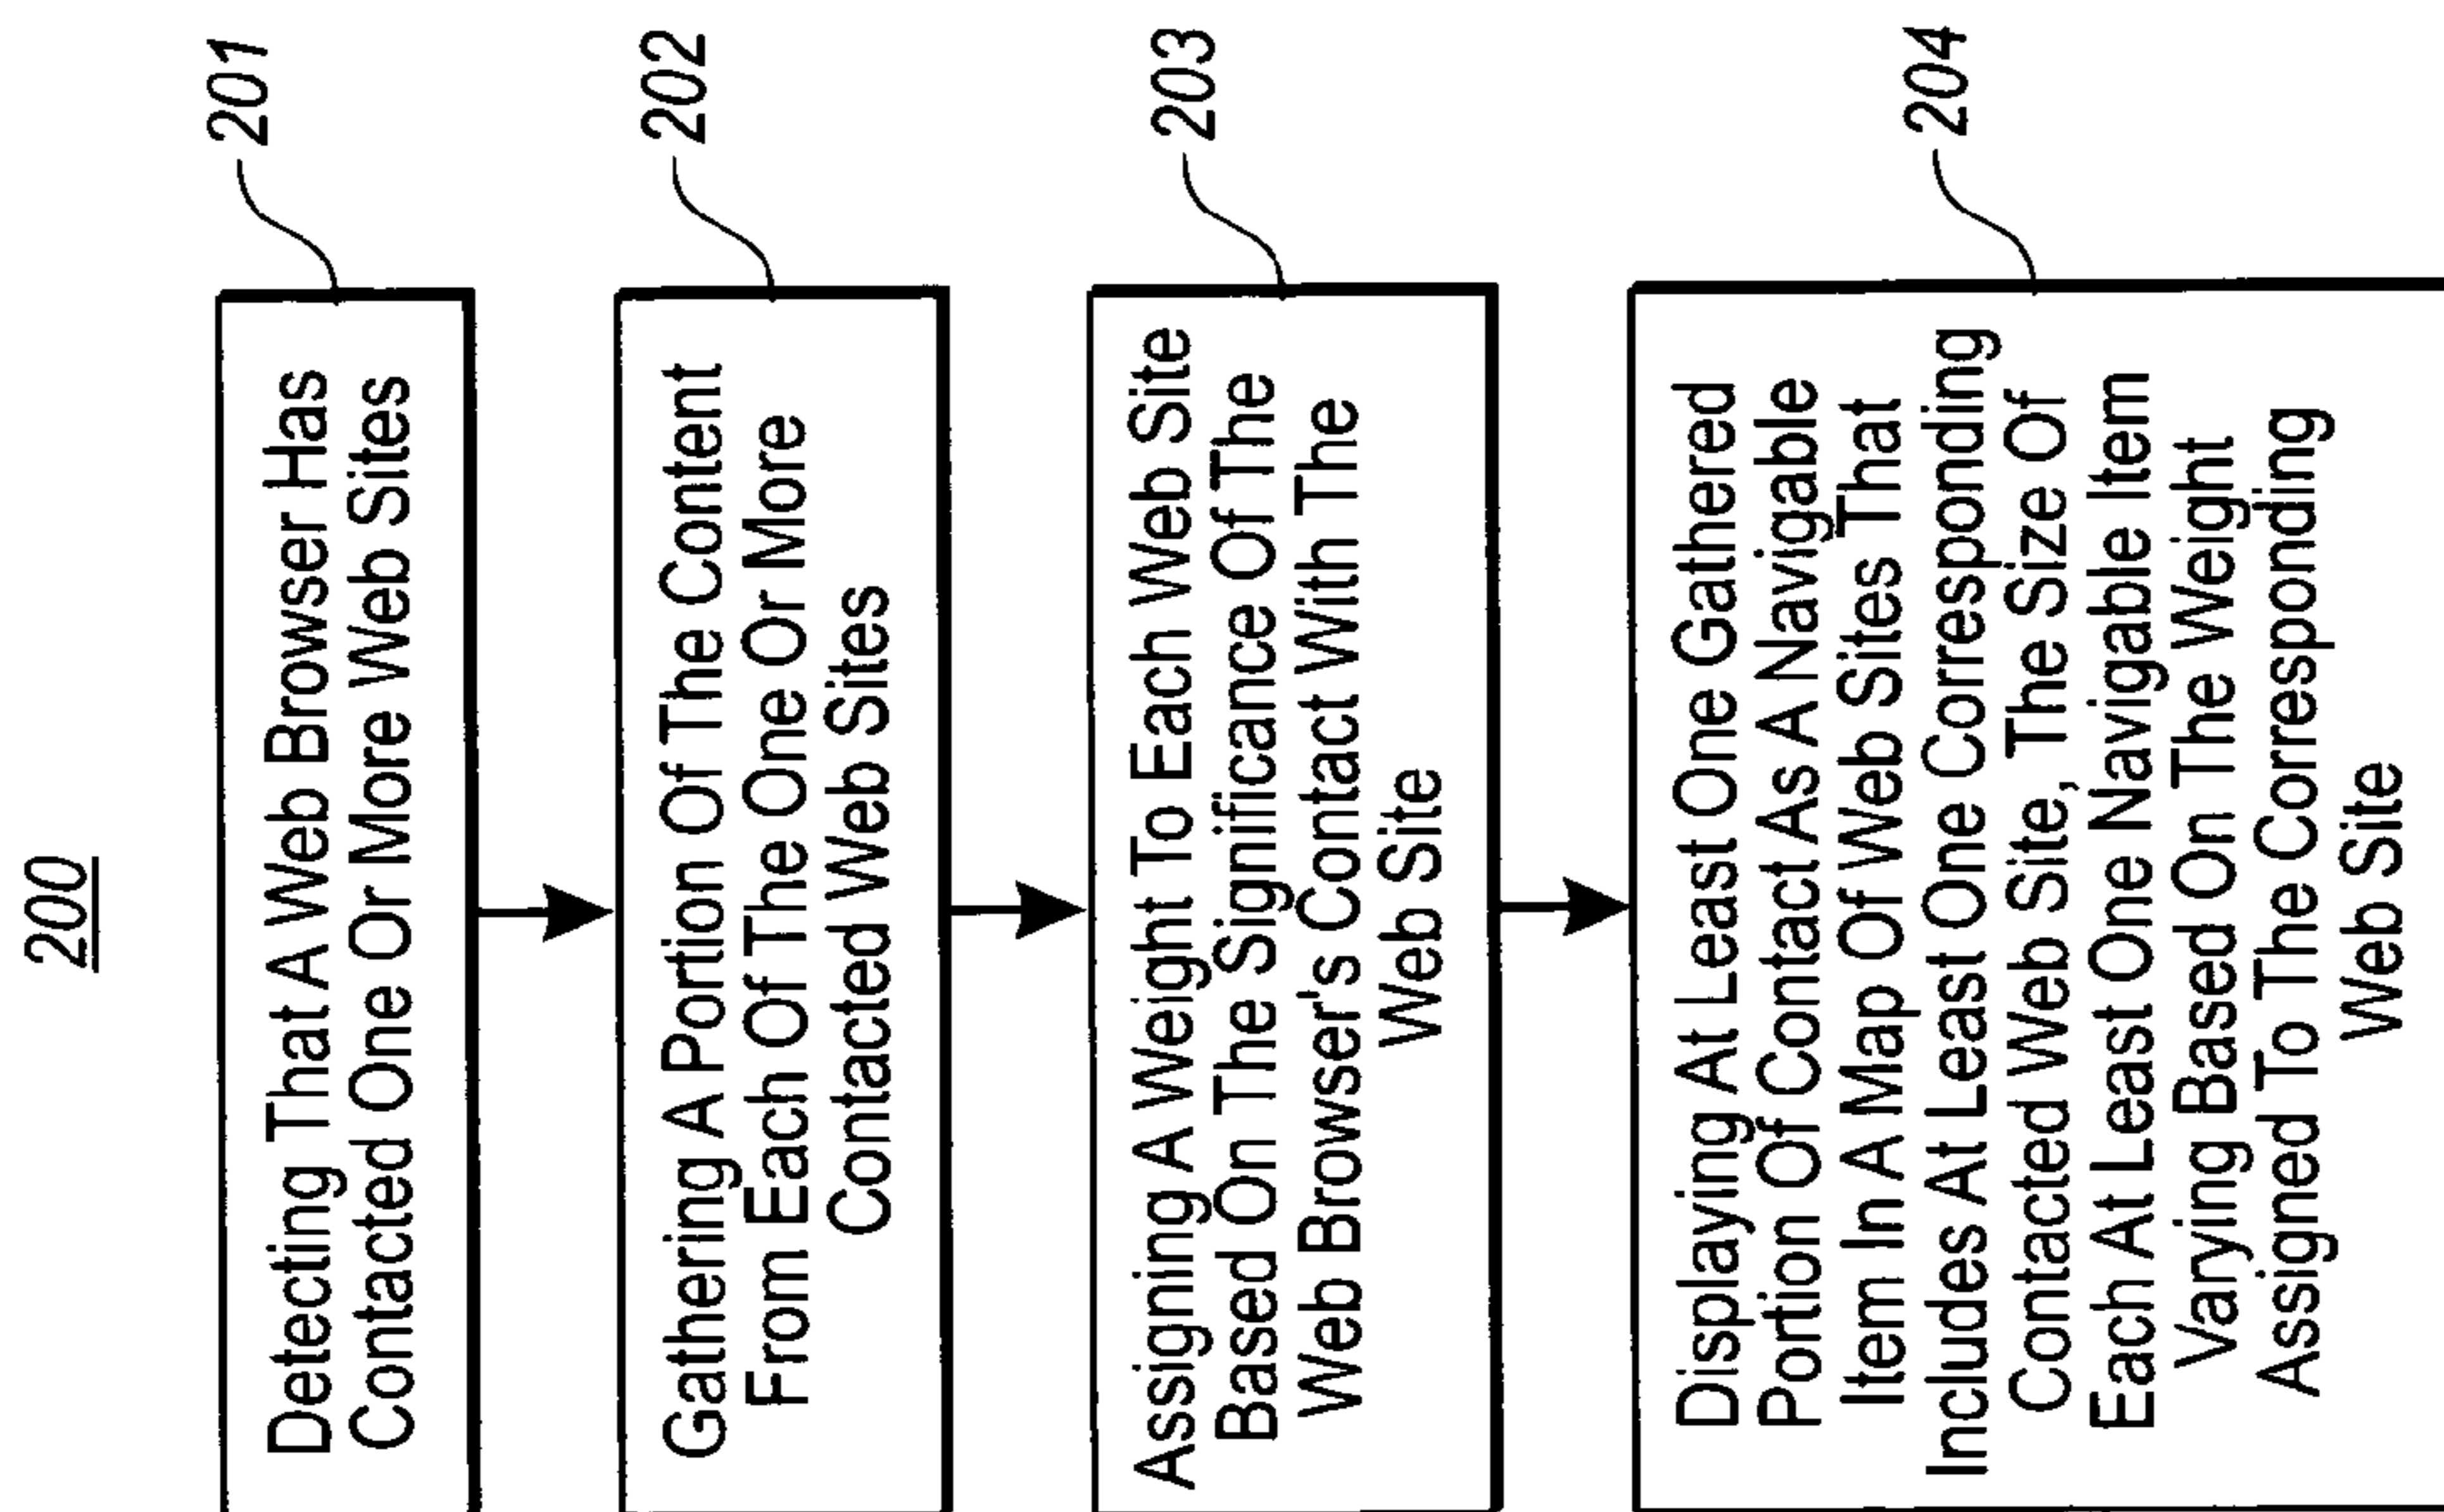 200
201
Detecting That A Web Browser Has
Contacted One Or More Web Sites
202
Gathering A Portion Of The Content
From Each Of The One Or More
Contacted Web Sites
203
Assigning A Weight To Each Web Site
Based On The Significance Of The
Web Browser's Contact With The
Web Site
204
Displaying At Least One Gathered
Portion Of Contact As A Navigable
Item In A Map Of Web Sites That
Includes At Least One Corresponding
Contacted Web Site, The Size Of
Each At Least One Navigable Item
Varying Based On The Weight
Assigned To The Corresponding
Web Site